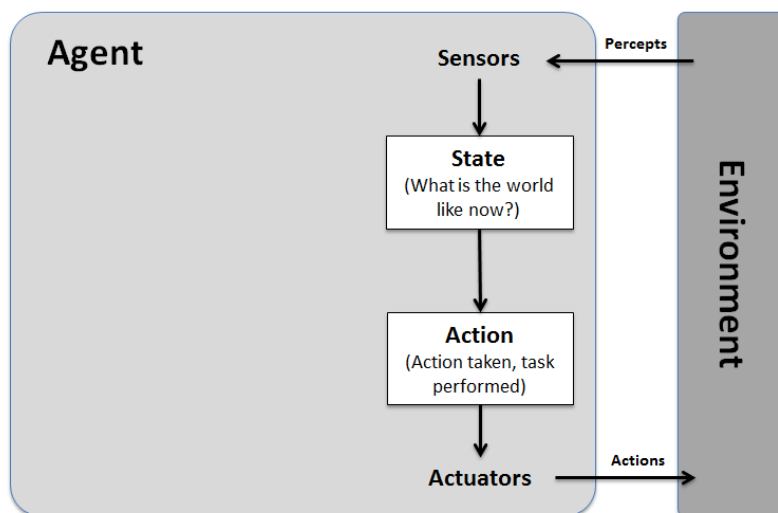 Agent
Sensors
Percepts
State
(What is the world
like now?)
Environment
Action
(Action taken, task
performed)
Actuators
Actions